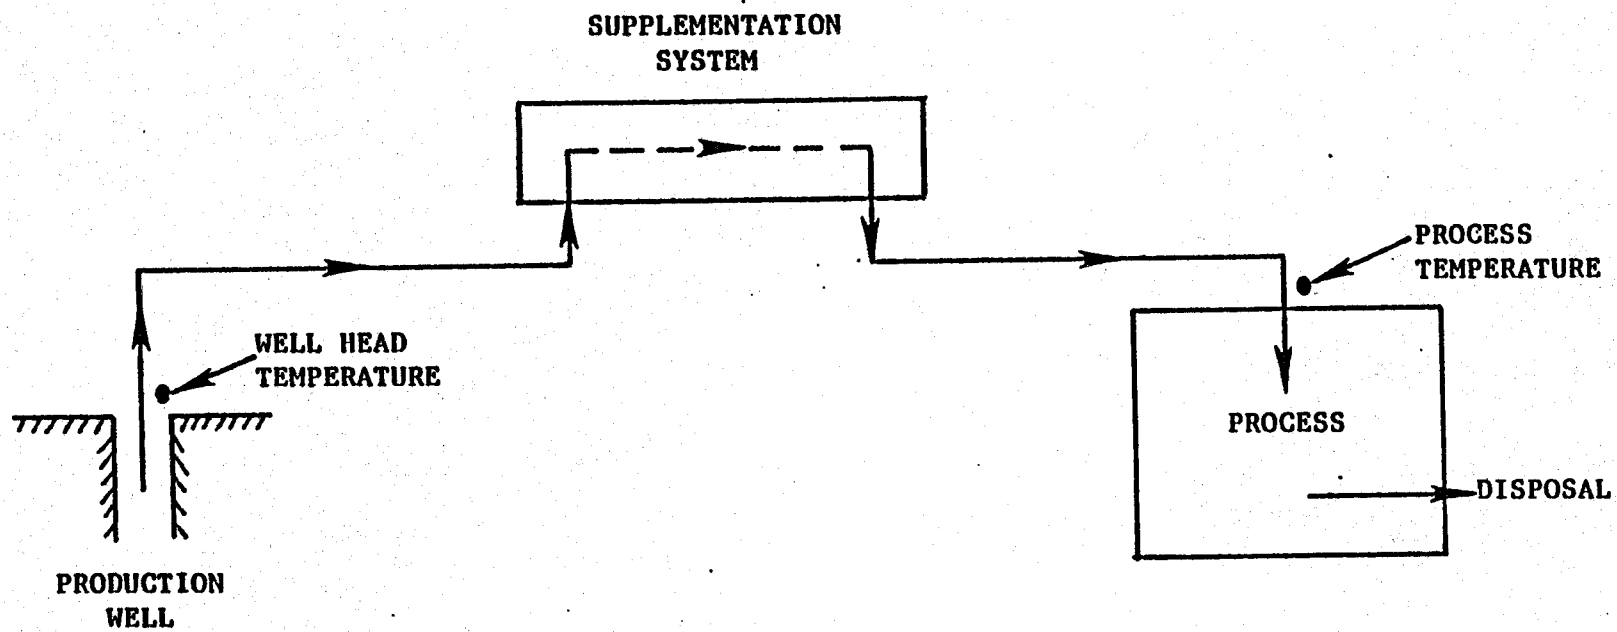 SUPPLEMENTATION
SYSTEM
PROCESS
TEMPERATURE
WELL HEAD
TEMPERATURE
PROCESS
DISPOSAL
PRODUCTION
WELL